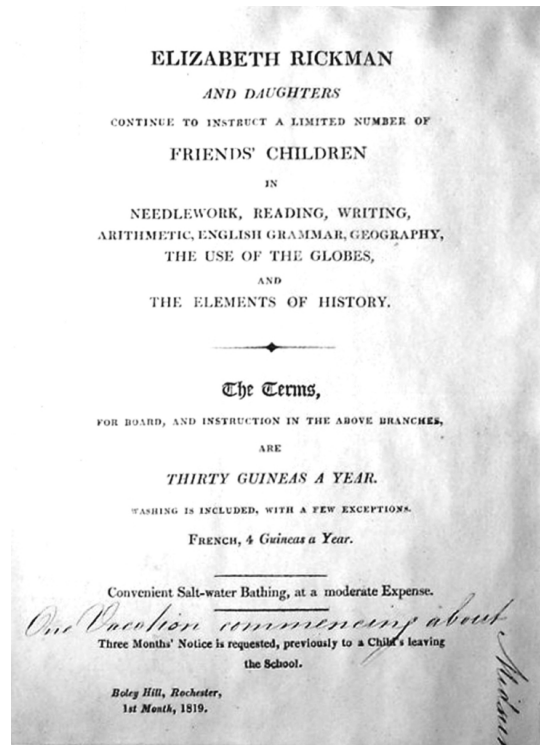 ELIZABETH RICKMAN
AND DAUGHTERS
CONTINUE TO INSTRUCT A LIMITED NUMBER OF
FRIENDS' CHILDREN
IN
NEEDLEWORK, READING, WRITING,
ARITHMETIC, ENGLISH GRAMMAR, GEOGRAPHY,
THE USE OF THE GLOBES,
AND
THE ELEMENTS OF HISTORY.
The Terms,
FOR BOARD, AND INSTRUCTION IN THE ABOVE BRANCHES,
ARE
THIRTY GUINEAS A YEAR.
WASHING IS INCLUDED, WITH A FEW EXCEPTIONS.
FRENCH, 4 Guineas a Year.
Convenient Salt-water Bathing, at a moderate Expense.
One Vacation commencing about
Three Months' Notice is requested, previously to a Child's leaving
the School.
Boley Hill, Rochester,
1st Month, 1819.